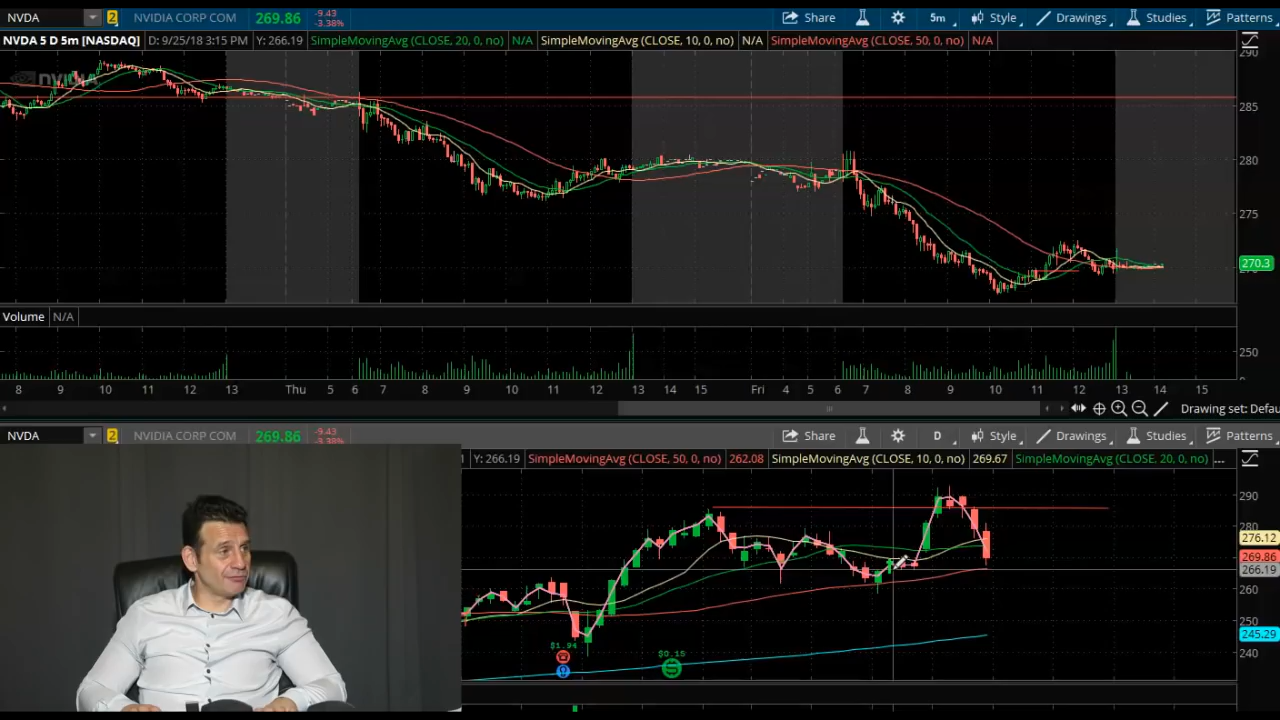 NVDA 2 NVIDIA CORP COM 269.86 -9.43 -3.38% Share 5m Style Drawings Studies Patterns
NVDA 5 D 5m [NASDAQ] D: 9/25/18 3:15 PM Y: 266.19 SimpleMovingAvg (CLOSE, 20, 0, no) N/A SimpleMovingAvg (CLOSE, 10, 0, no) N/A SimpleMovingAvg (CLOSE, 50, 0, no) N/A
290
NVIDIA
285
280
275
270.3
Volume N/A
250
8 9 10 11 12 13 Thu 5 6 7 8 9 10 11 12 13 14 15 Fri 4 5 6 7 8 9 10 11 12 13 14 15
Drawing set: Defau
NVDA 2 NVIDIA CORP COM 269.86 -9.43 -3.38% Share D Style Drawings Studies Patterns
Y: 266.19 SimpleMovingAvg (CLOSE, 50, 0, no) 262.08 SimpleMovingAvg (CLOSE, 10, 0, no) 269.67 SimpleMovingAvg (CLOSE, 20, 0, no) ...
290
280
276.12
269.86
266.19
260
250
245.29
240
$1.94
$0.15